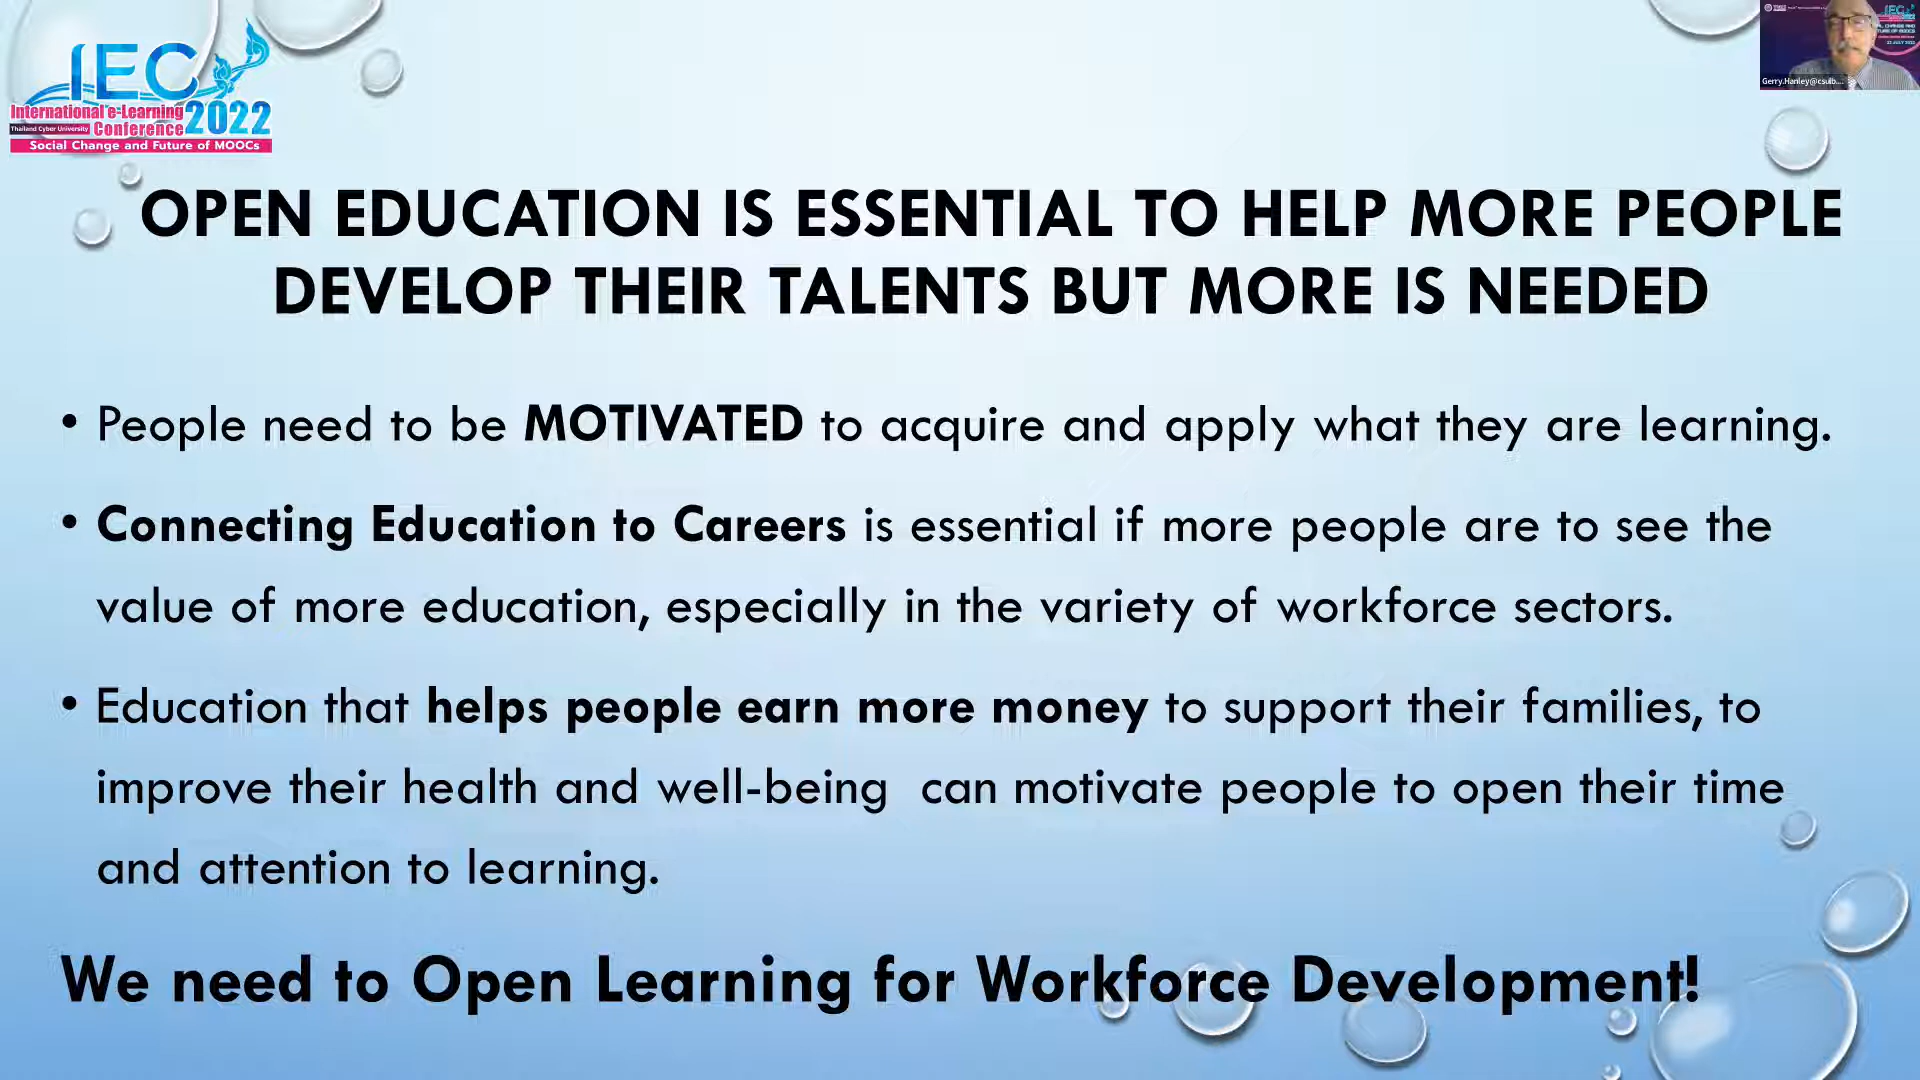 IEC
International e-Learning
Thailand Cyber University Conference 2022
Social Change and Future of MOOCs
Gerry.Hanley@csulb....
OPEN EDUCATION IS ESSENTIAL TO HELP MORE PEOPLE
DEVELOP THEIR TALENTS BUT MORE IS NEEDED
• People need to be MOTIVATED to acquire and apply what they are learning.
• Connecting Education to Careers is essential if more people are to see the
value of more education, especially in the variety of workforce sectors.
• Education that helps people earn more money to support their families, to
improve their health and well-being can motivate people to open their time
and attention to learning.
We need to Open Learning for Workforce Development!